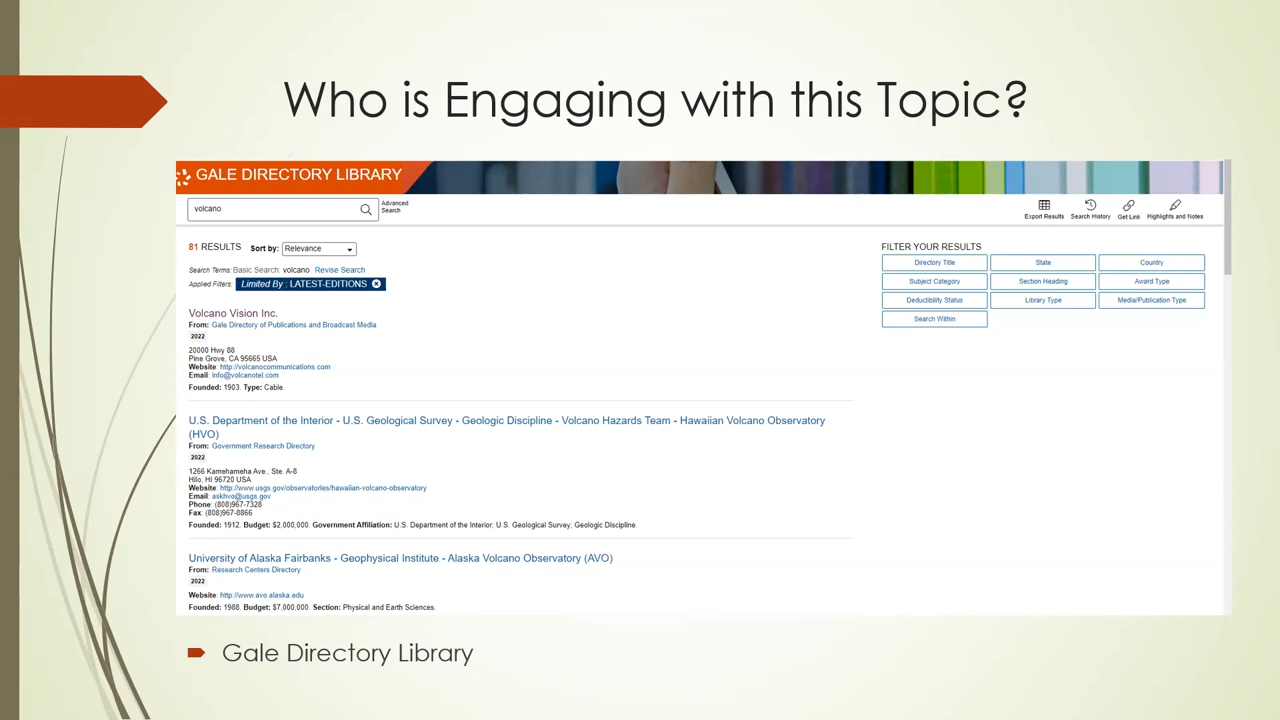 Who is Engaging with this Topic?
GALE DIRECTORY LIBRARY
volcano
Advanced
Search
Export Results
Search History
Get Link
Highlights and Notes
81 RESULTS Sort by: Relevance
Search Terms: Basic Search: volcano Revise Search
Applied Filters: Limited By : LATEST-EDITIONS
Volcano Vision Inc.
From: Gale Directory of Publications and Broadcast Media
2022
20000 Hwy 88
Pine Grove, CA 95665 USA
Website: http://volcanocommunications.com
Email: info@volcanotel.com
Founded: 1903. Type: Cable.
U.S. Department of the Interior - U.S. Geological Survey - Geologic Discipline - Volcano Hazards Team - Hawaiian Volcano Observatory
(HVO)
From: Government Research Directory
2022
1266 Kamehameha Ave., Ste. A-8
Hilo, HI 96720 USA
Website: http://www.usgs.gov/observatories/hawaiian-volcano-observatory
Email: askhvo@usgs.gov
Phone: (808)967-7328
Fax: (808)967-8866
Founded: 1912. Budget: $2,000,000. Government Affiliation: U.S. Department of the Interior; U.S. Geological Survey, Geologic Discipline.
University of Alaska Fairbanks - Geophysical Institute - Alaska Volcano Observatory (AVO)
From: Research Centers Directory
2022
Website: http://www.avo.alaska.edu
Founded: 1988. Budget: $7,000,000. Section: Physical and Earth Sciences.
FILTER YOUR RESULTS
Directory Title
State
Country
Subject Category
Section Heading
Award Type
Deductibility Status
Library Type
Media/Publication Type
Search Within
Gale Directory Library